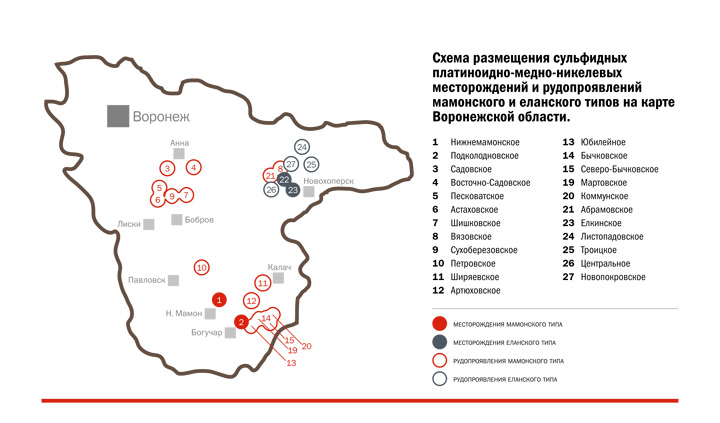 Схема размещения сульфидных
платиноидно-медно-никелевых
месторождений и рудопроявлений
мамонского и еланского типов на карте
Воронежской области.
Воронеж
Анна
24
3
4
8
27
25
21
22
Новохоперск
5
26
23
6
9
7
Лиски
Бобров
10
Калач
Павловск
11
1
12
Н. Мамон
2
14
Богучар
15
20
19
13
1 Нижнемамонское
2 Подколодновское
3 Садовское
4 Восточно-Садовское
5 Песковатское
6 Астаховское
7 Шишковское
8 Вязовское
9 Сухоберезовское
10 Петровское
11 Ширяевское
12 Артюховское
13 Юбилейное
14 Бычковское
15 Северо-Бычковское
19 Мартовское
20 Коммунское
21 Абрамовское
23 Елкинское
24 Листопадовское
25 Троицкое
26 Центральное
27 Новопокровское
МЕСТОРОЖДЕНИЯ МАМОНСКОГО ТИПА
МЕСТОРОЖДЕНИЯ ЕЛАНСКОГО ТИПА
РУДОПРОЯВЛЕНИЯ МАМОНСКОГО ТИПА
РУДОПРОЯВЛЕНИЯ ЕЛАНСКОГО ТИПА